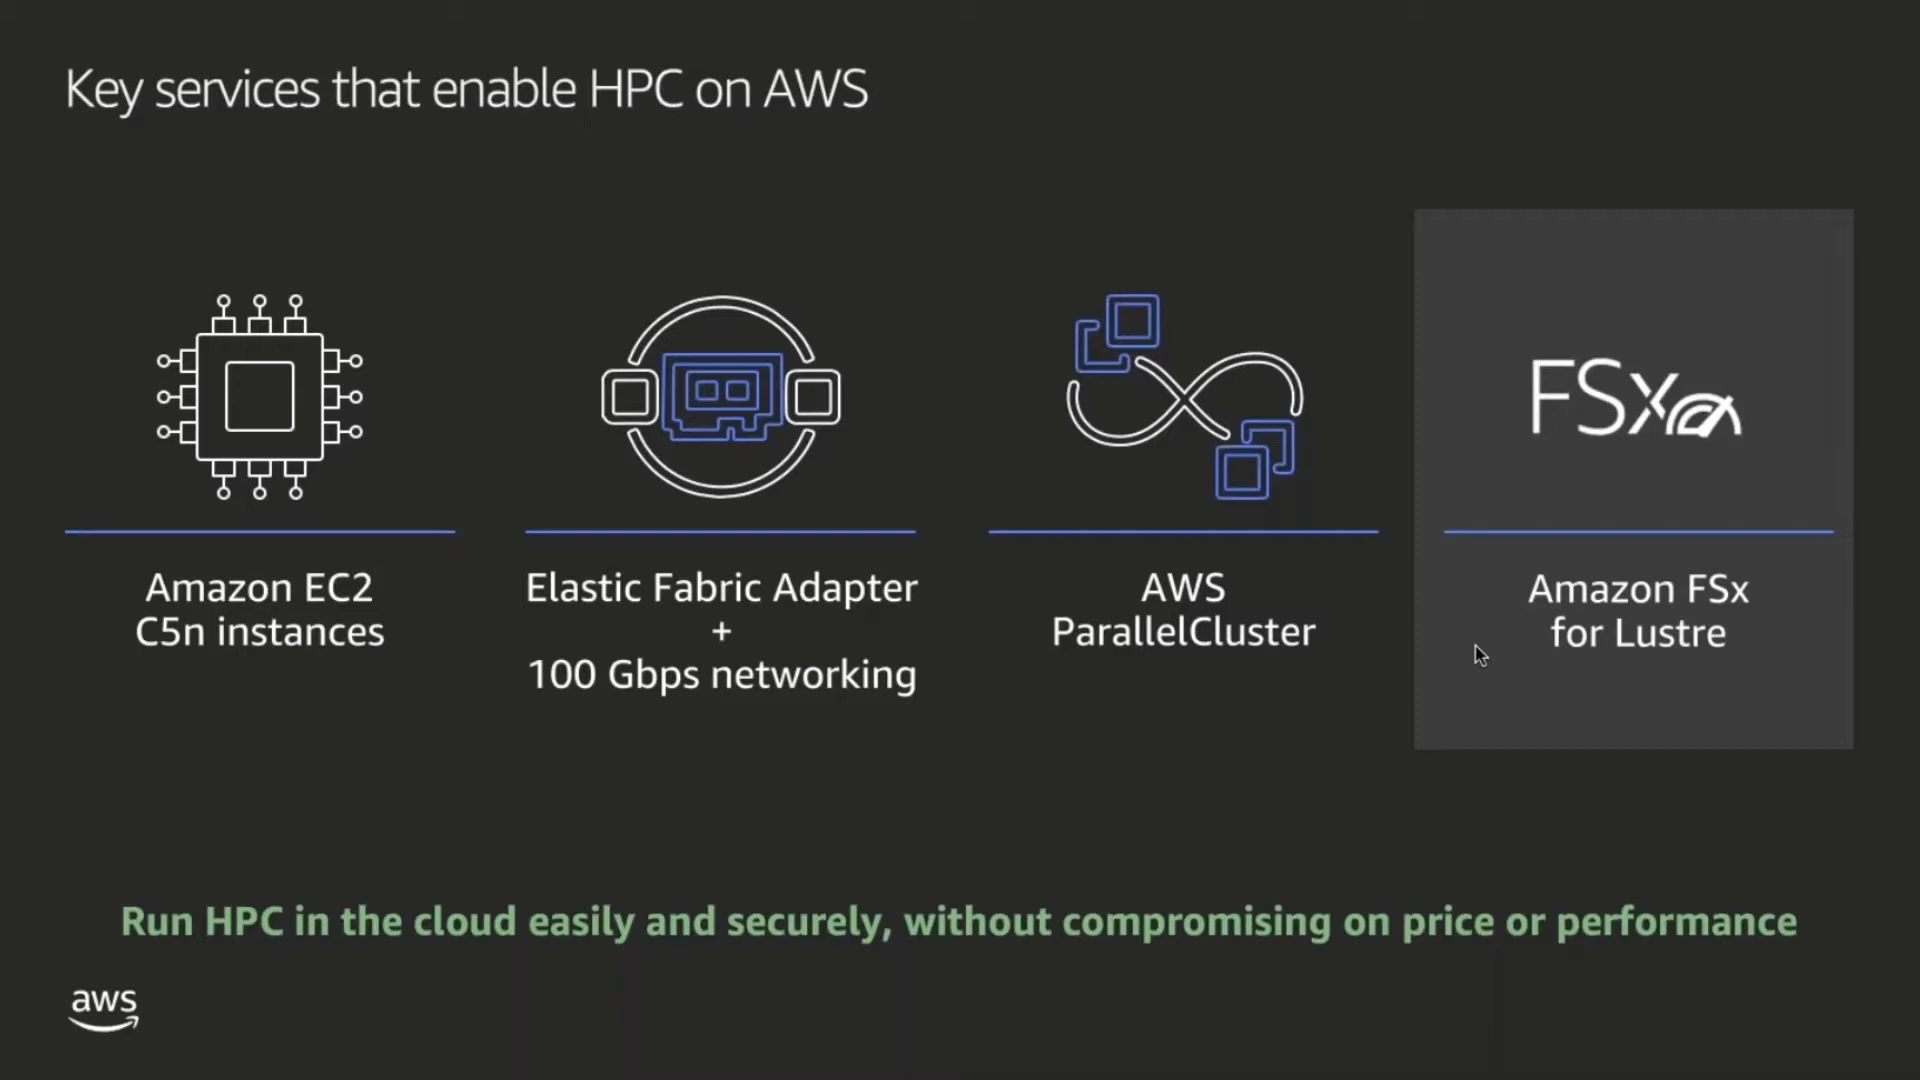 Key services that enable HPC on AWS
Amazon EC2
C5n instances
Elastic Fabric Adapter
+
100 Gbps networking
AWS
ParallelCluster
FSx
Amazon FSx
for Lustre
Run HPC in the cloud easily and securely, without compromising on price or performance
aws